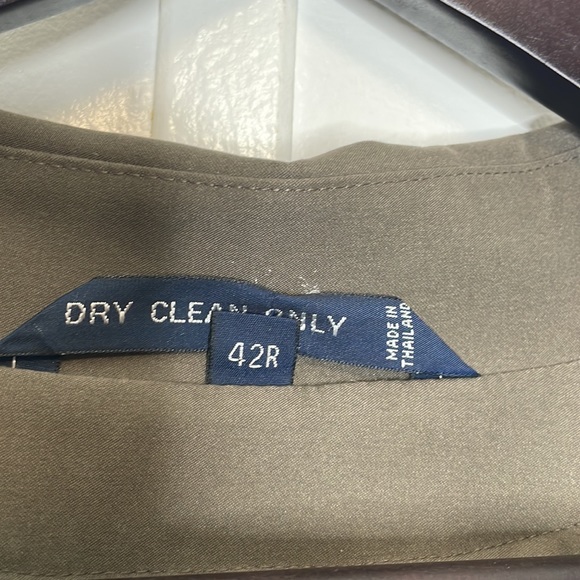 DRY CLEAN ONLY
42R
MADE IN
THAILAND